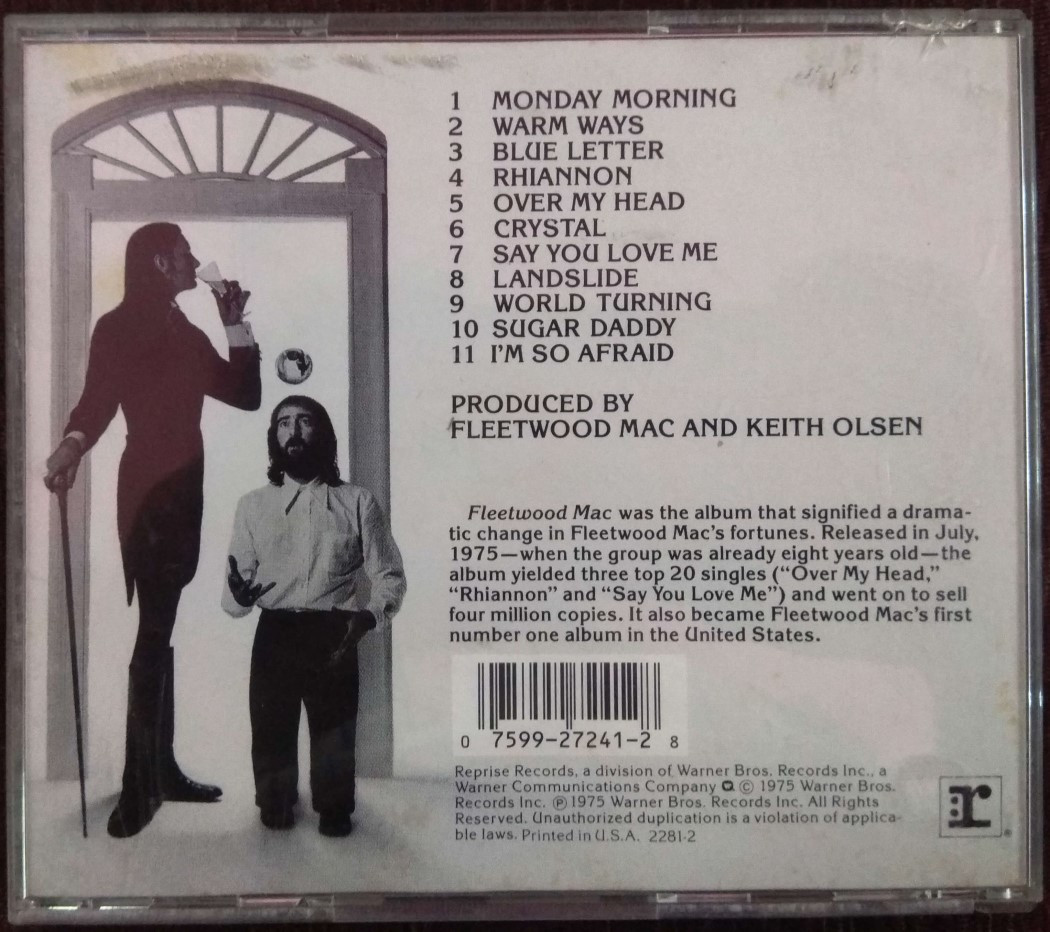 1 MONDAY MORNING
2 WARM WAYS
3 BLUE LETTER
4 RHIANNON
5 OVER MY HEAD
6 CRYSTAL
7 SAY YOU LOVE ME
8 LANDSLIDE
9 WORLD TURNING
10 SUGAR DADDY
11 I'M SO AFRAID
PRODUCED BY
FLEETWOOD MAC AND KEITH OLSEN
Fleetwood Mac was the album that signified a drama-
tic change in Fleetwood Mac's fortunes. Released in July,
1975—when the group was already eight years old—the
album yielded three top 20 singles ("Over My Head,"
"Rhiannon" and "Say You Love Me") and went on to sell
four million copies. It also became Fleetwood Mac's first
number one album in the United States.
0 7599-27241-2 8
Reprise Records, a division of Warner Bros. Records Inc., a
Warner Communications Company © 1975 Warner Bros.
Records Inc. ℗ 1975 Warner Bros. Records Inc. All Rights
Reserved. Unauthorized duplication is a violation of applica-
ble laws. Printed in U.S.A. 2281-2
:r ®